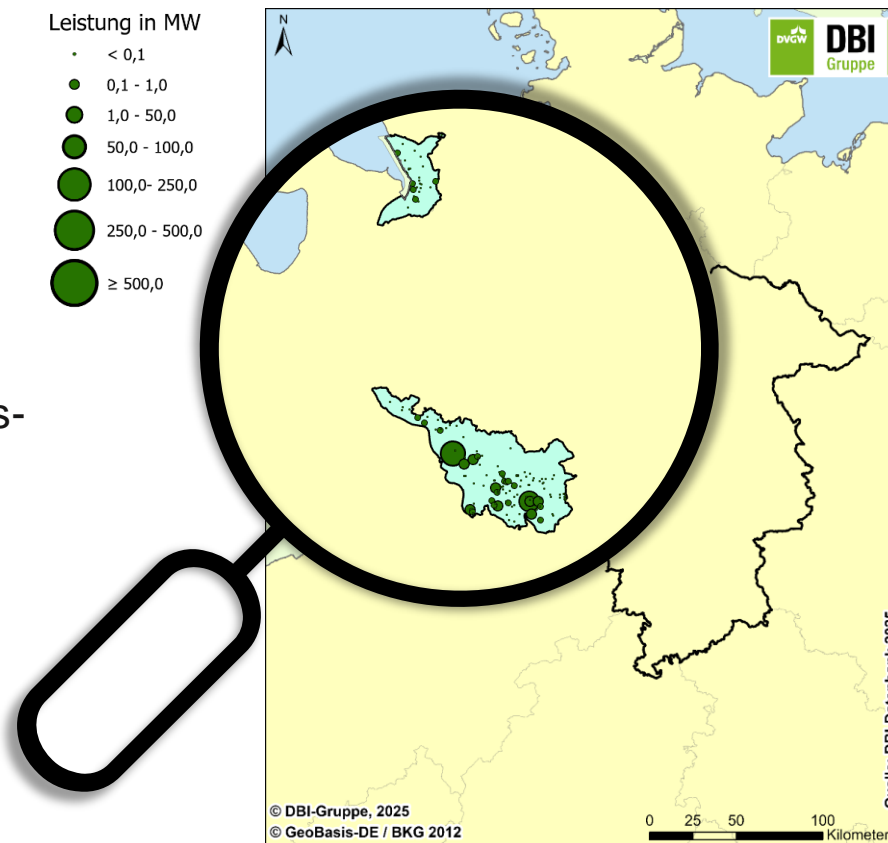 Leistung in MW
< 0,1
0,1 - 1,0
1,0 - 50,0
50,0 - 100,0
100,0- 250,0
250,0 - 500,0
≥ 500,0
s-
N
DVGW
DBI
Gruppe
© DBI-Gruppe, 2025
© GeoBasis-DE / BKG 2012
0 25 50 100
Kilometer